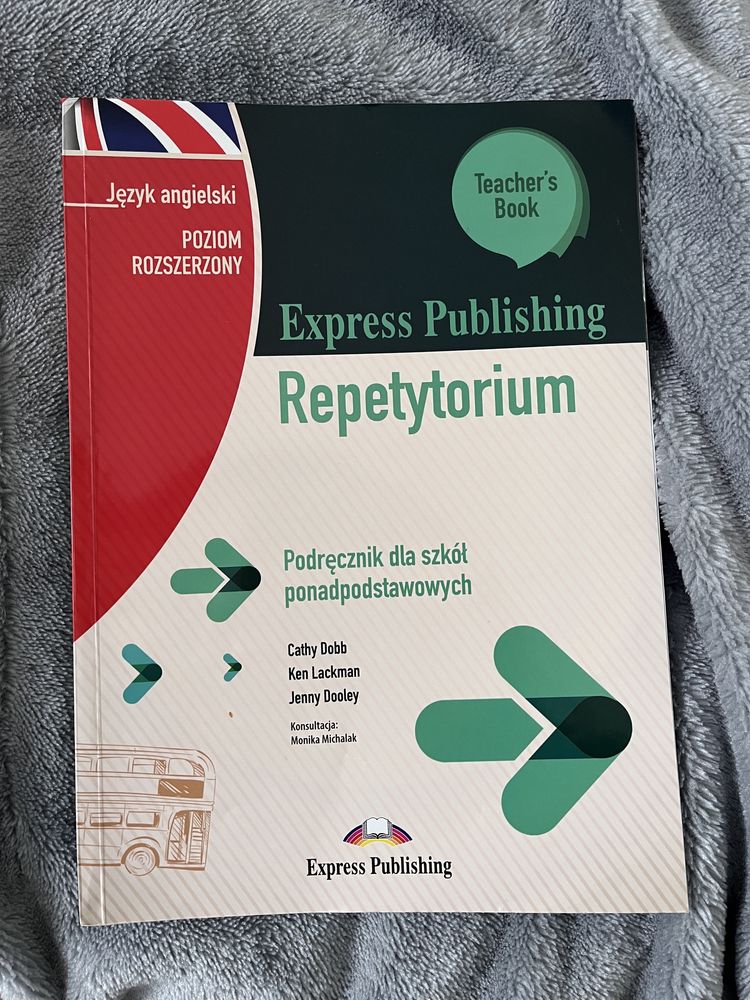 Język angielski
POZIOM
ROZSZERZONY
Teacher's
Book
Express Publishing
Repetytorium
Podręcznik dla szkół
ponadpodstawowych
Cathy Dobb
Ken Lackman
Jenny Dooley
Konsultacja:
Monika Michalak
Express Publishing